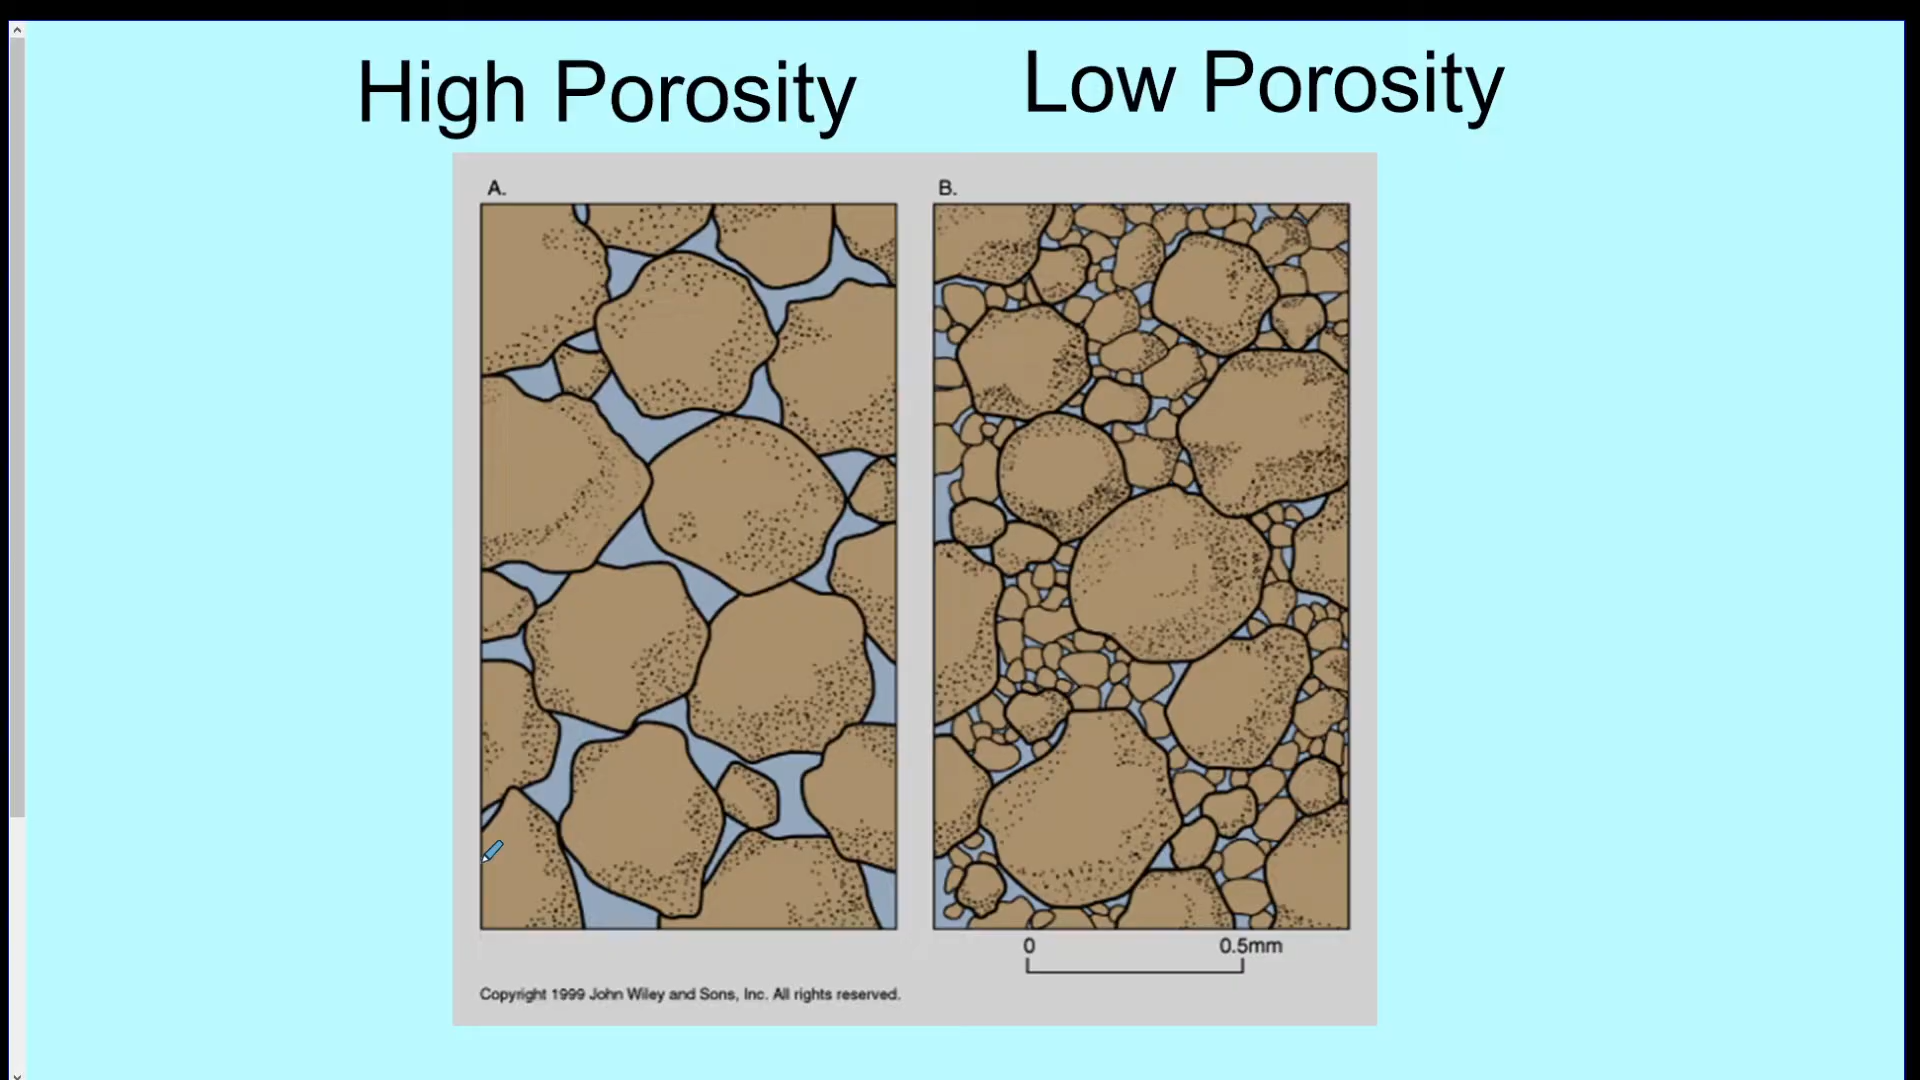 High Porosity
Low Porosity
A.
B.
0
0.5mm
Copyright 1999 John Wiley and Sons, Inc. All rights reserved.